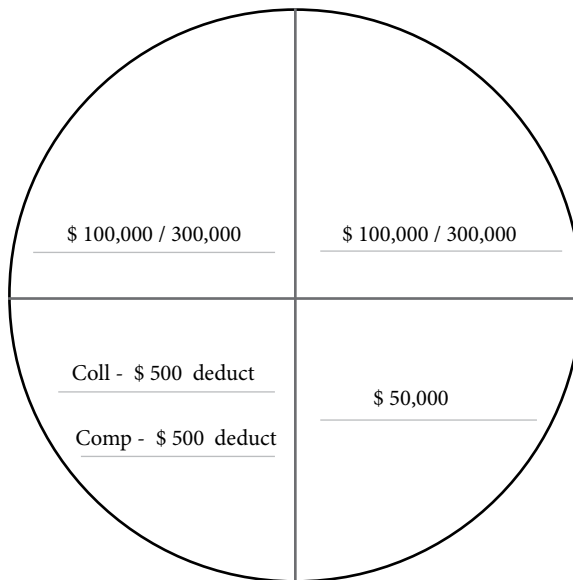 $ 100,000 / 300,000
$ 100,000 / 300,000
Coll - $ 500 deduct
Comp - $ 500 deduct
$ 50,000